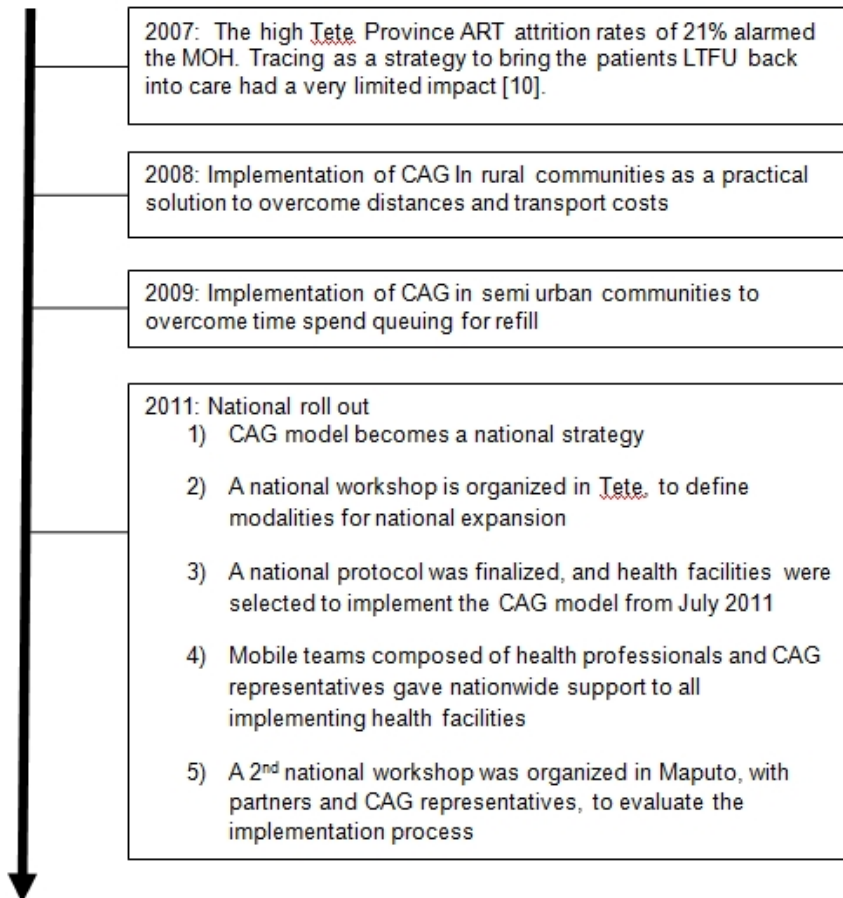 2007: The high Tete Province ART attrition rates of 21% alarmed
the MOH. Tracing as a strategy to bring the patients LTFU back
into care had a very limited impact [10].
2008: Implementation of CAG In rural communities as a practical
solution to overcome distances and transport costs
2009: Implementation of CAG in semi urban communities to
overcome time spend queuing for refill
2011: National roll out
1) CAG model becomes a national strategy
2) A national workshop is organized in Tete, to define
modalities for national expansion
3) A national protocol was finalized, and health facilities were
selected to implement the CAG model from July 2011
4) Mobile teams composed of health professionals and CAG
representatives gave nationwide support to all
implementing health facilities
5) A 2nd national workshop was organized in Maputo, with
partners and CAG representatives, to evaluate the
implementation process